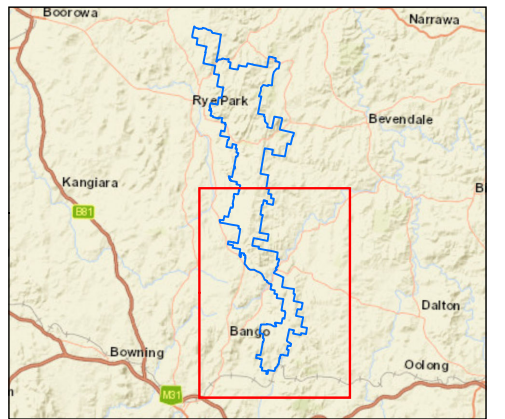 Boorowa
Narrawa
Rye Park
Bevendale
Kangiara
B81
B
Dalton
Bango
Bowning
Oolong
M31
n